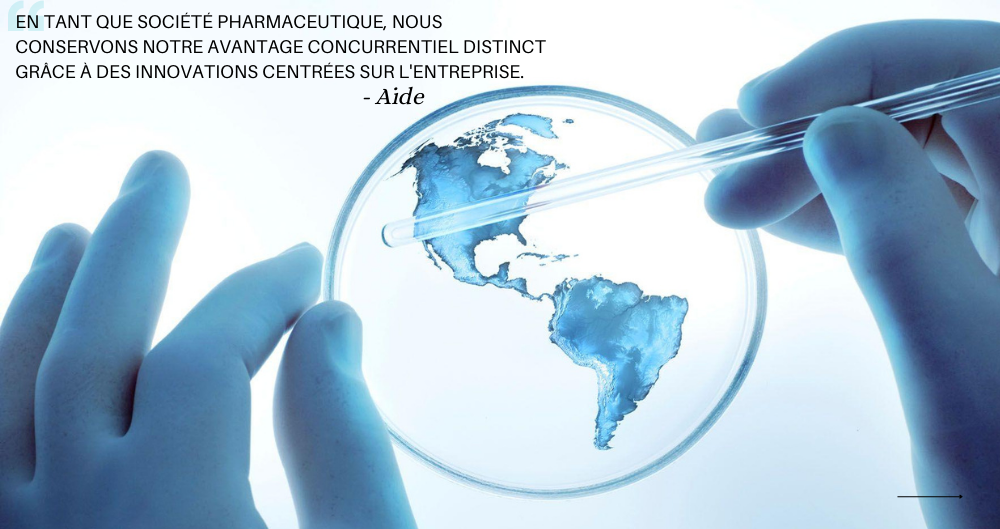 EN TANT QUE SOCIÉTÉ PHARMACEUTIQUE, NOUS
CONSERVONS NOTRE AVANTAGE CONCURRENTIEL DISTINCT
GRÂCE À DES INNOVATIONS CENTRÉES SUR L'ENTREPRISE.
- Aide